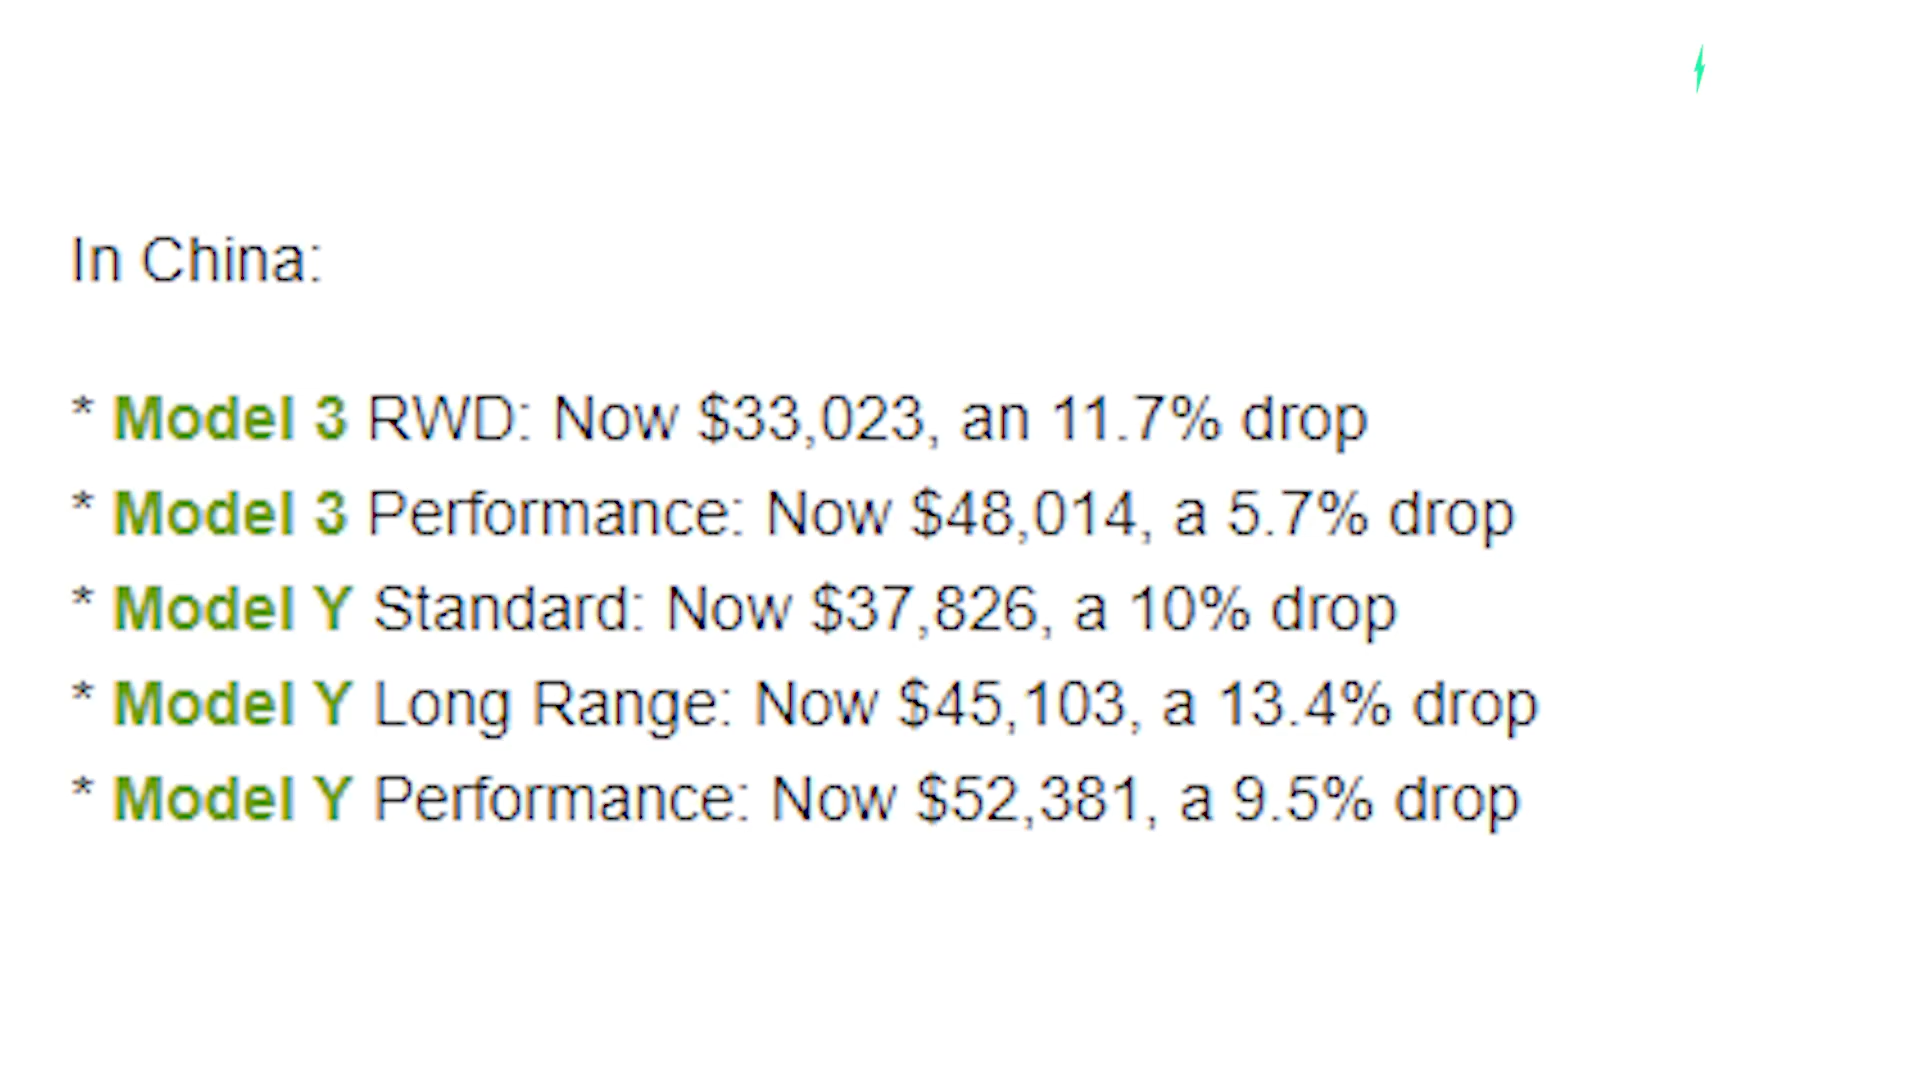 In China:
* Model 3 RWD: Now $33,023, an 11.7% drop
* Model 3 Performance: Now $48,014, a 5.7% drop
* Model Y Standard: Now $37,826, a 10% drop
* Model Y Long Range: Now $45,103, a 13.4% drop
* Model Y Performance: Now $52,381, a 9.5% drop